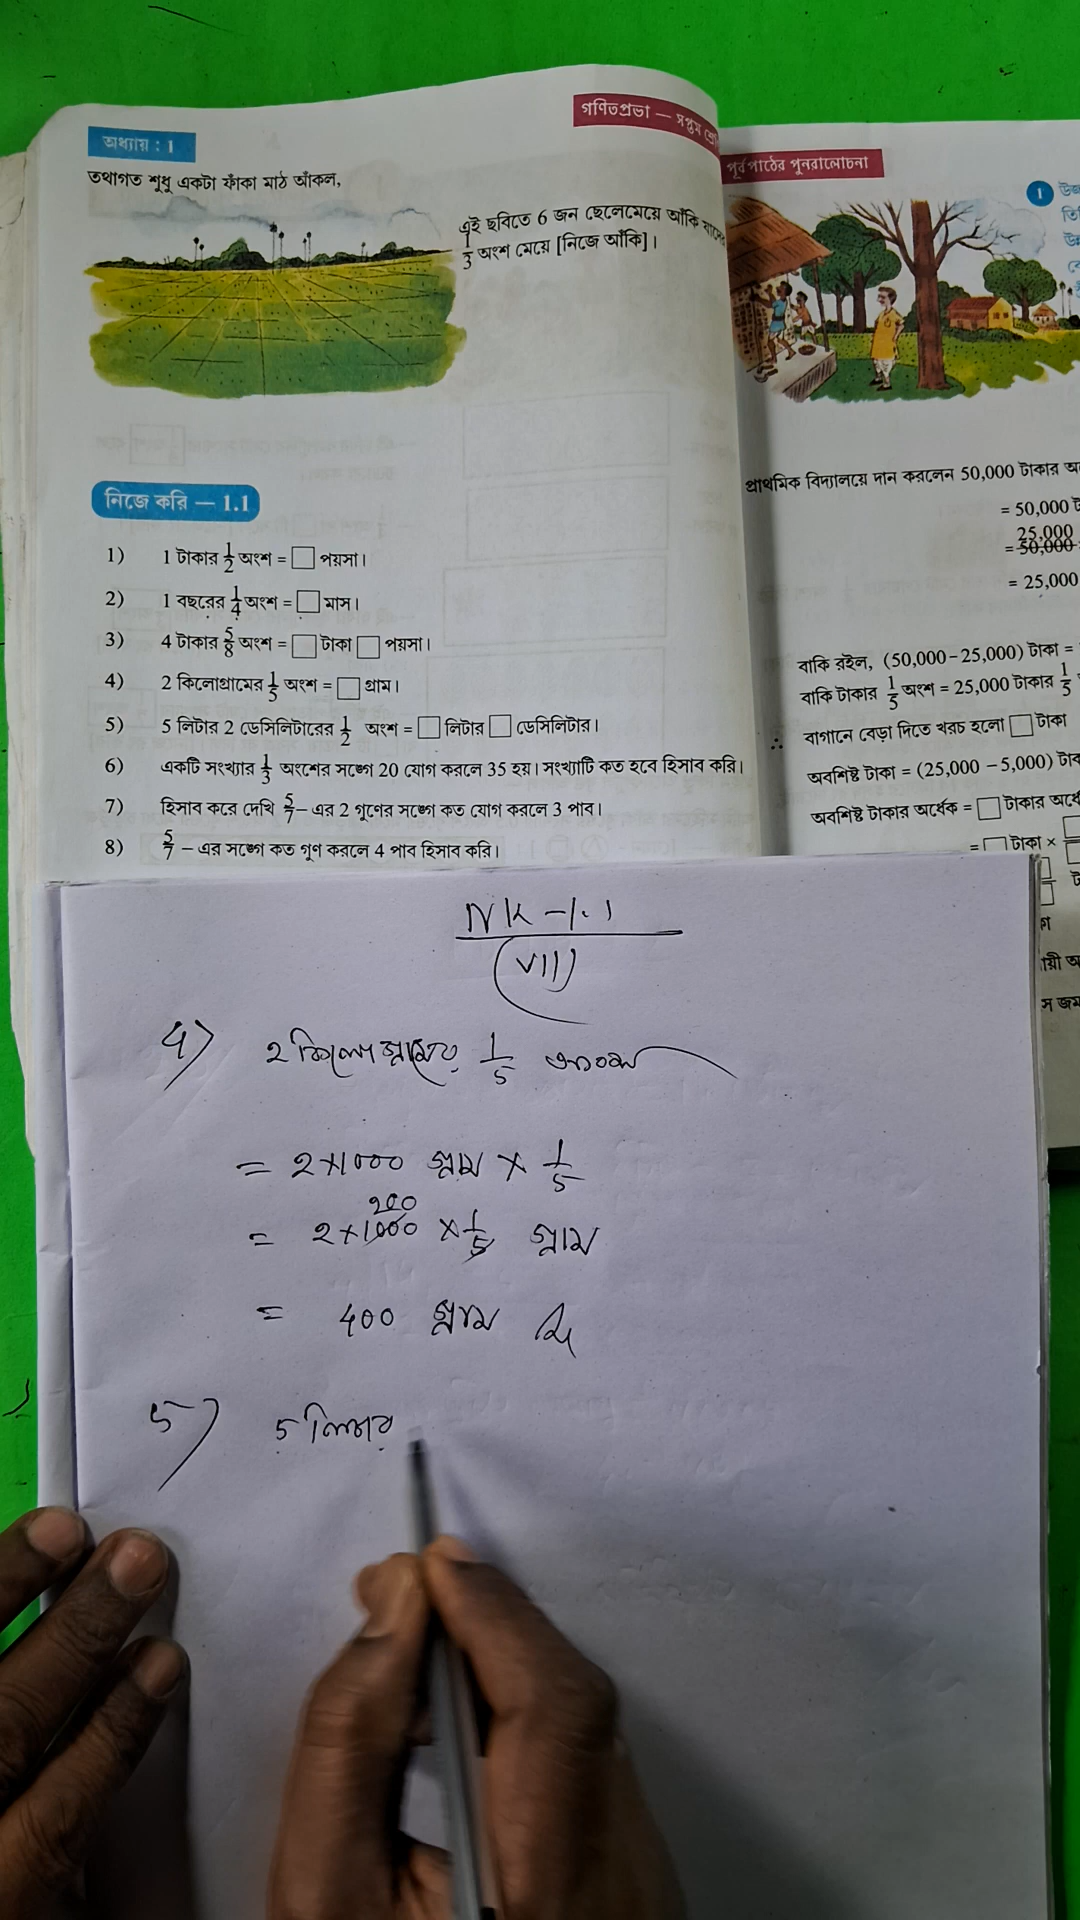 অধ্যায় : 1
গণিতপ্রভা — সপ্তম
তথাগত শুধু একটা ফাঁকা মাঠ আঁকল,
এই ছবিতে 6 জন ছেলেমেয়ে আঁকি
1/3 অংশ মেয়ে [নিজে আঁকি]।
নিজে করি — 1.1
1) 1 টাকার 1/2 অংশ = □ পয়সা।
2) 1 বছরের 1/4 অংশ = □ মাস।
3) 4 টাকার 5/8 অংশ = □ টাকা □ পয়সা।
4) 2 কিলোগ্রামের 1/5 অংশ = □ গ্রাম।
5) 5 লিটার 2 ডেসিলিটারের 1/2 অংশ = □ লিটার □ ডেসিলিটার।
6) একটি সংখ্যার 1/3 অংশের সঙ্গে 20 যোগ করলে 35 হয়। সংখ্যাটি কত হবে হিসাব করি।
7) হিসাব করে দেখি 5/7 – এর 2 গুণের সঙ্গে কত যোগ করলে 3 পাব।
8) 5/7 – এর সঙ্গে কত গুণ করলে 4 পাব হিসাব করি।
পূর্বপাঠের পুনরালোচনা
1
প্রাথমিক বিদ্যালয়ে দান করলেন 50,000 টাকার
= 50,000
25,000
= 50,000
= 25,000
বাকি রইল, (50,000–25,000) টাকা =
বাকি টাকার 1/5 অংশ = 25,000 টাকার 1/5
∴ বাগানে বেড়া দিতে খরচ হলো □ টাকা
অবশিষ্ট টাকা = (25,000 –5,000)
অবশিষ্ট টাকার অর্ধেক = □ টাকার
= □ টাকা ×
NK – 1.1
(VII)
4) 2 কিলোগ্রামের 1/5 অংশ
= 2×1000 গ্রাম × 1/5
200
= 2×1000 × 1/5 গ্রাম
= 400 গ্রাম
5) 5 লিটার